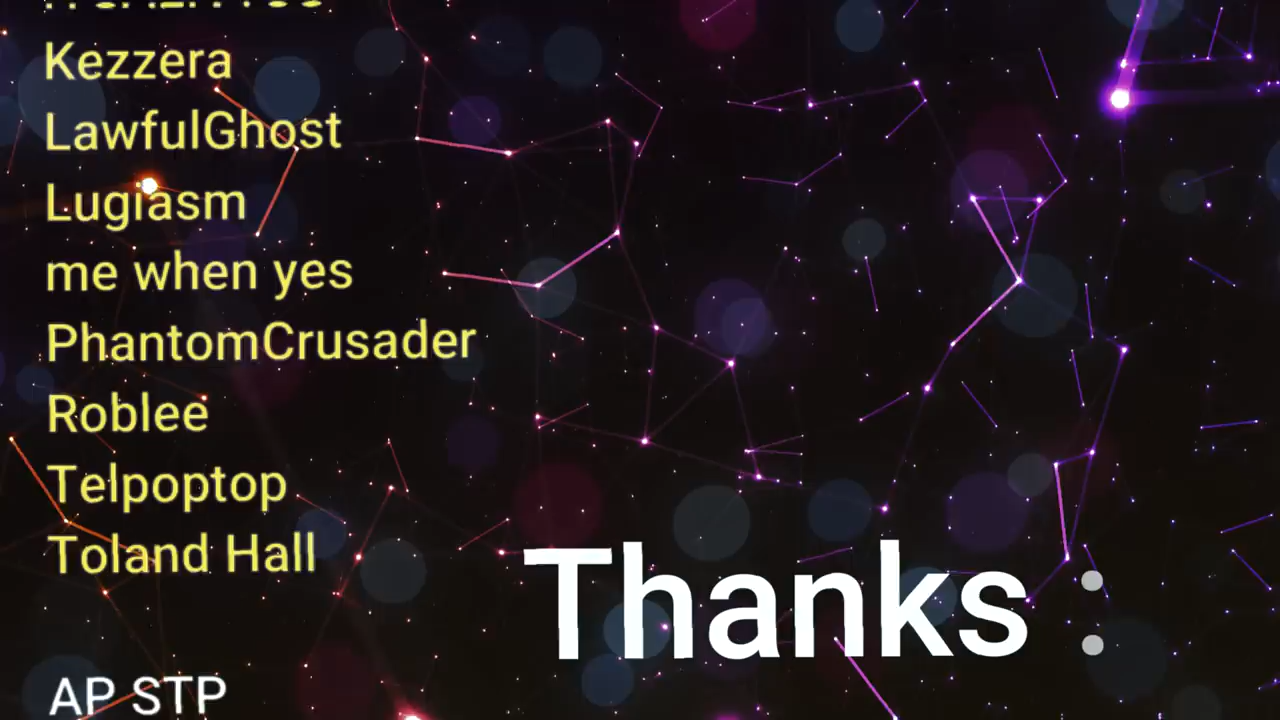 Kezzera
LawfulGhost
Lugiasm
me when yes
PhantomCrusader
Roblee
Telpoptop
Toland Hall
Thanks :
AP STP